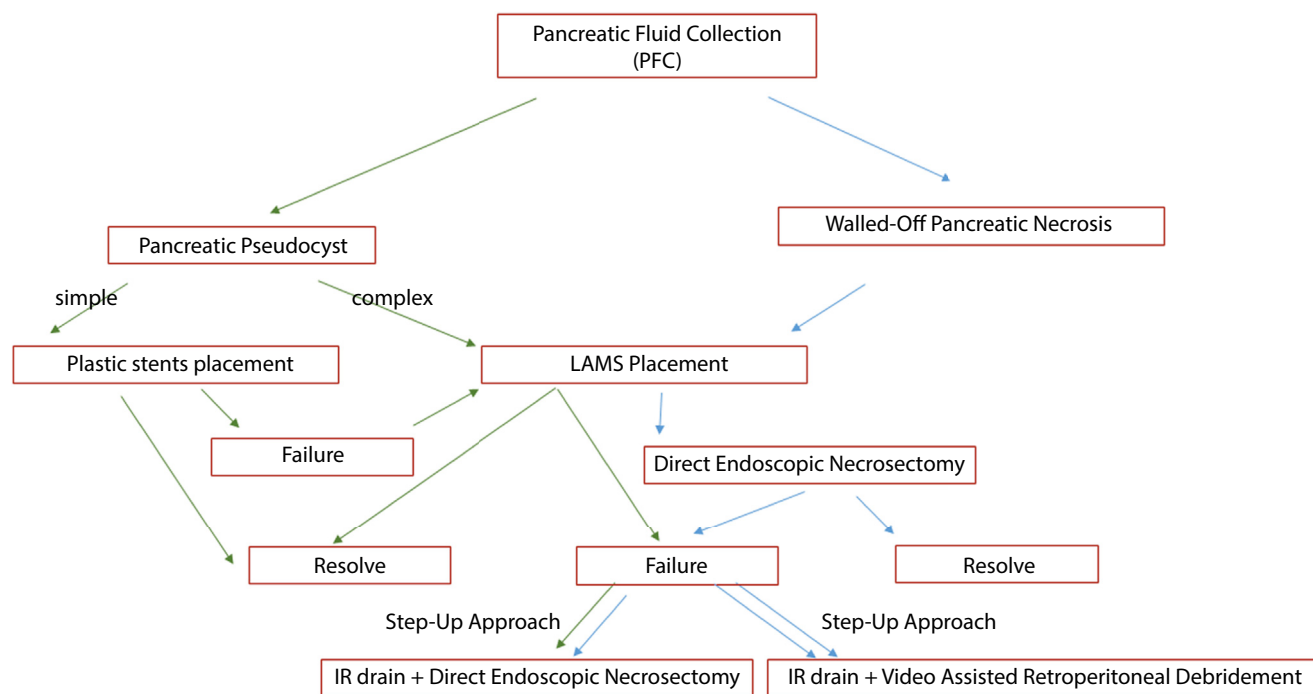 Pancreatic Fluid Collection
(PFC)
Walled-Off Pancreatic Necrosis
Pancreatic Pseudocyst
simple
complex
Plastic stents placement
LAMS Placement
Failure
Direct Endoscopic Necrosectomy
Resolve
Failure
Resolve
Step-Up Approach
Step-Up Approach
IR drain + Direct Endoscopic Necrosectomy
IR drain + Video Assisted Retroperitoneal Debridement